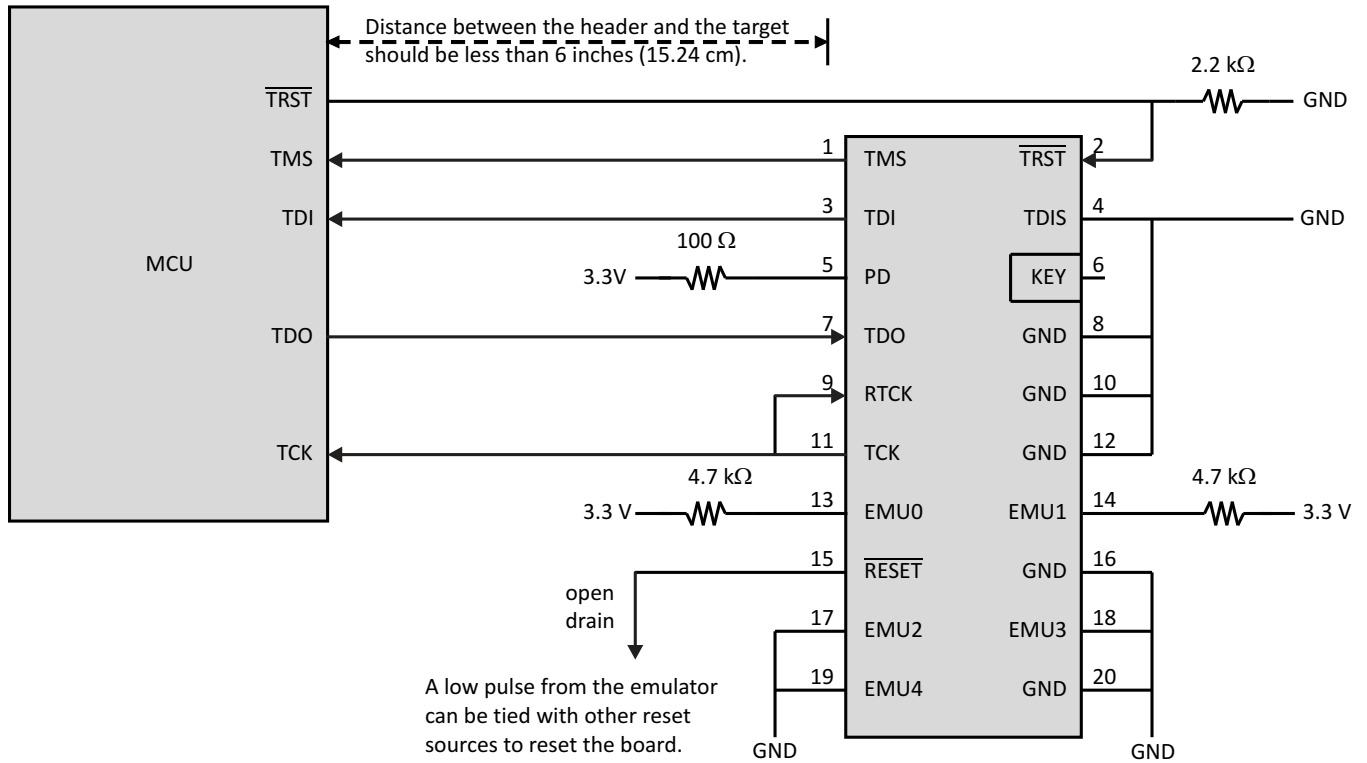 Distance between the header and the target
should be less than 6 inches (15.24 cm).
2.2 kΩ
TRST
GND
TMS
1
TMS
TRST
2
TDI
3
TDI
TDIS
4
GND
MCU
100 Ω
3.3V
5
PD
KEY
6
TDO
7
TDO
GND
8
9
RTCK
GND
10
TCK
11
TCK
GND
12
4.7 kΩ
4.7 kΩ
3.3 V
13
EMU0
EMU1
14
3.3 V
15
RESET
GND
16
open
drain
17
EMU2
EMU3
18
19
EMU4
GND
20
A low pulse from the emulator
can be tied with other reset
sources to reset the board.
GND
GND